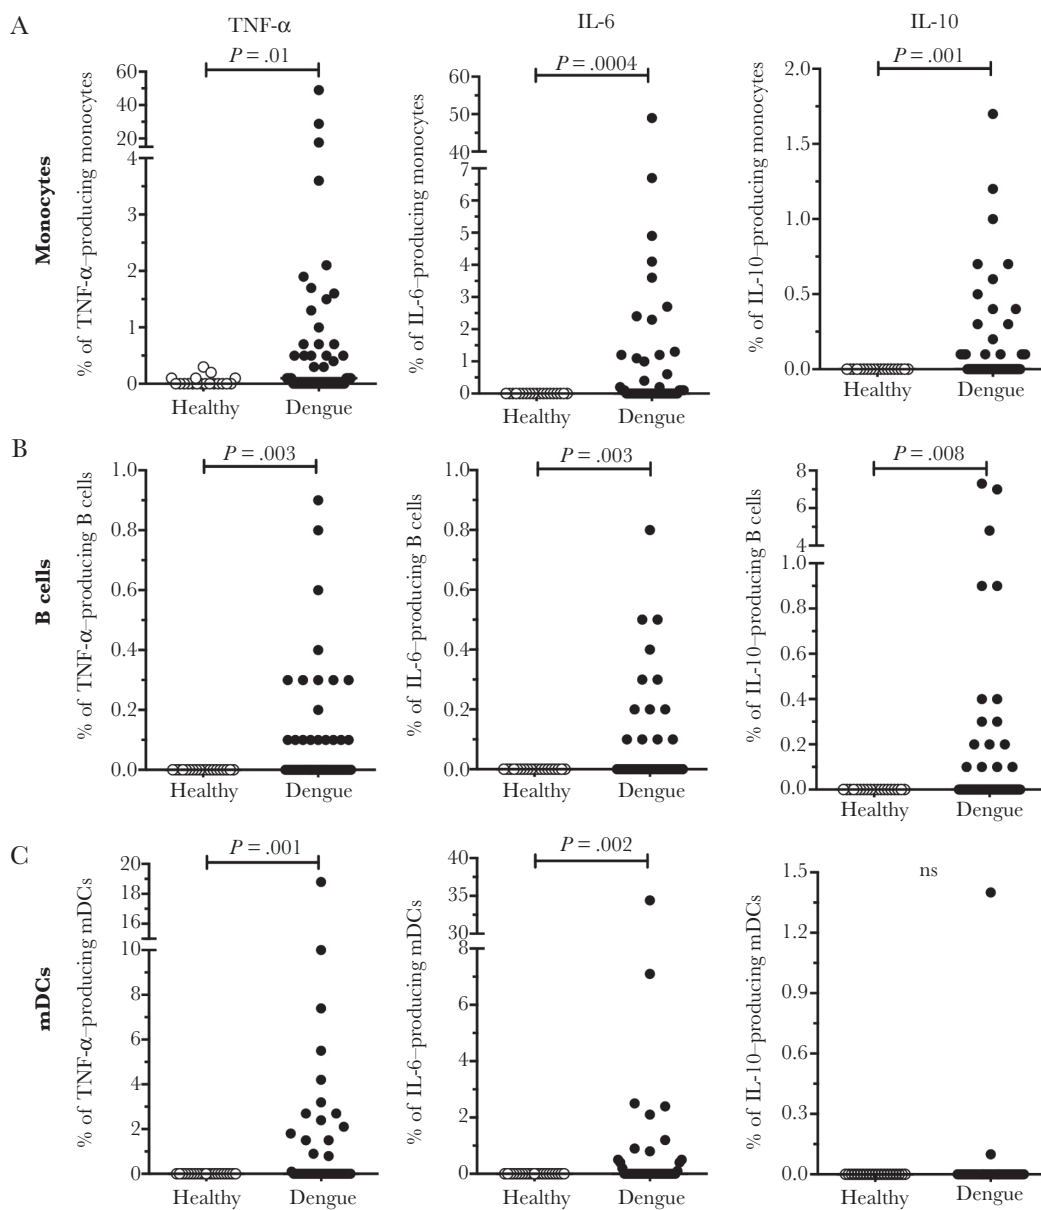 A
TNF-α
IL-6
IL-10
Monocytes
% of TNF-α–producing monocytes
P = .01
60
40
20
4
3
2
1
0
Healthy
Dengue
% of IL-6–producing monocytes
P = .0004
60
50
40
7
6
5
4
3
2
1
0
Healthy
Dengue
% of IL-10–producing monocytes
P = .001
2.0
1.5
1.0
0.5
0.0
Healthy
Dengue
B
B cells
% of TNF-α–producing B cells
P = .003
1.0
0.8
0.6
0.4
0.2
0.0
Healthy
Dengue
% of IL-6–producing B cells
P = .003
1.0
0.8
0.6
0.4
0.2
0.0
Healthy
Dengue
% of IL-10–producing B cells
P = .008
8
6
4
1.0
0.8
0.6
0.4
0.2
0.0
Healthy
Dengue
C
mDCs
% of TNF-α–producing mDCs
P = .001
20
18
16
14
12
10
8
6
4
2
0
Healthy
Dengue
% of IL-6–producing mDCs
P = .002
40
35
30
8
6
4
2
0
Healthy
Dengue
% of IL-10–producing mDCs
ns
1.5
1.2
0.9
0.6
0.3
0.0
Healthy
Dengue